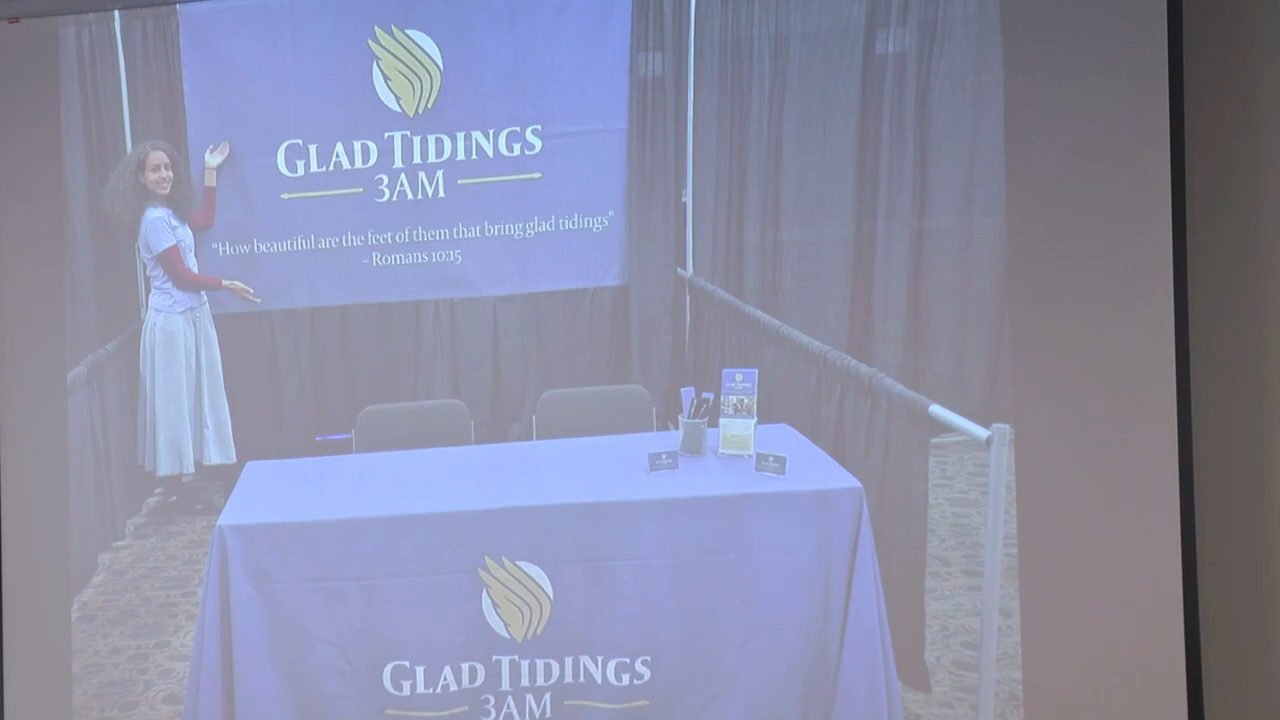 GLAD TIDINGS
3AM
“How beautiful are the feet of them that bring glad tidings”
–Romans 10:15
GLAD TIDINGS
3AM